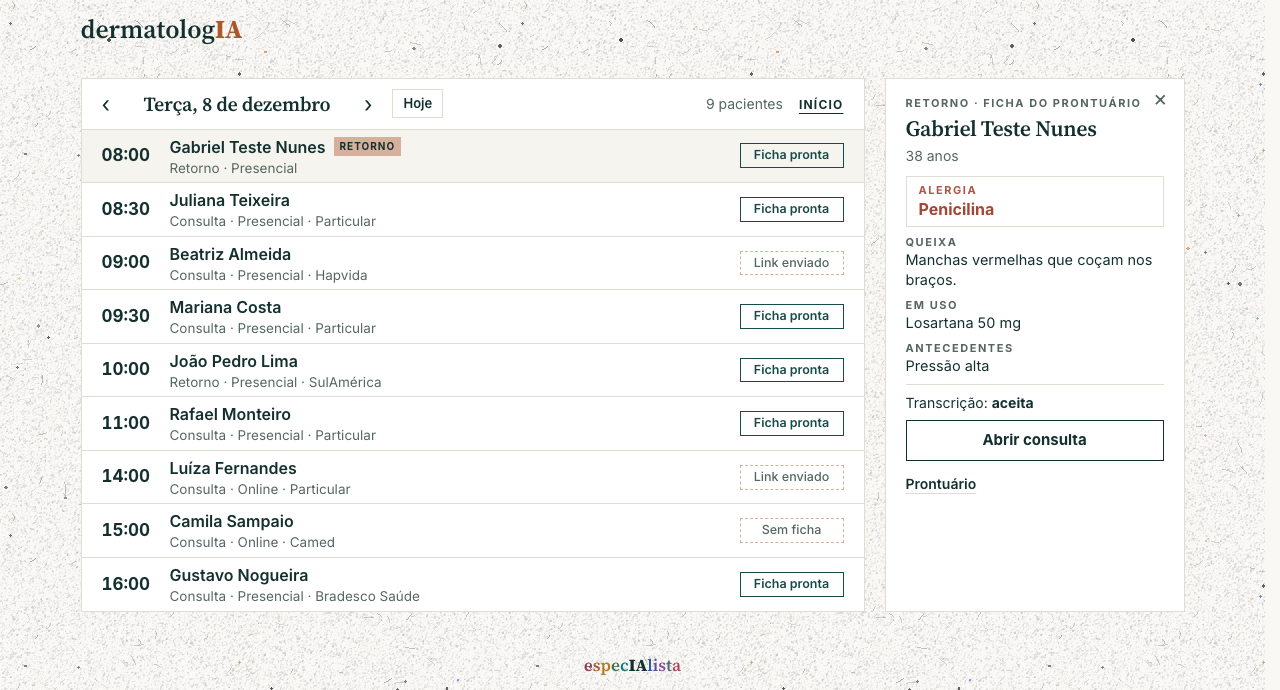 dermatologIA
‹ Terça, 8 de dezembro › Hoje 9 pacientes INÍCIO
08:00 Gabriel Teste Nunes RETORNO Ficha pronta
Retorno · Presencial
08:30 Juliana Teixeira Ficha pronta
Consulta · Presencial · Particular
09:00 Beatriz Almeida Link enviado
Consulta · Presencial · Hapvida
09:30 Mariana Costa Ficha pronta
Consulta · Presencial · Particular
10:00 João Pedro Lima Ficha pronta
Retorno · Presencial · SulAmérica
11:00 Rafael Monteiro Ficha pronta
Consulta · Presencial · Particular
14:00 Luíza Fernandes Link enviado
Consulta · Online · Particular
15:00 Camila Sampaio Sem ficha
Consulta · Online · Camed
16:00 Gustavo Nogueira Ficha pronta
Consulta · Presencial · Bradesco Saúde
RETORNO · FICHA DO PRONTUÁRIO ✕
Gabriel Teste Nunes
38 anos
ALERGIA
Penicilina
QUEIXA
Manchas vermelhas que coçam nos
braços.
EM USO
Losartana 50 mg
ANTECEDENTES
Pressão alta
Transcrição: aceita
Abrir consulta
Prontuário
especIAlista